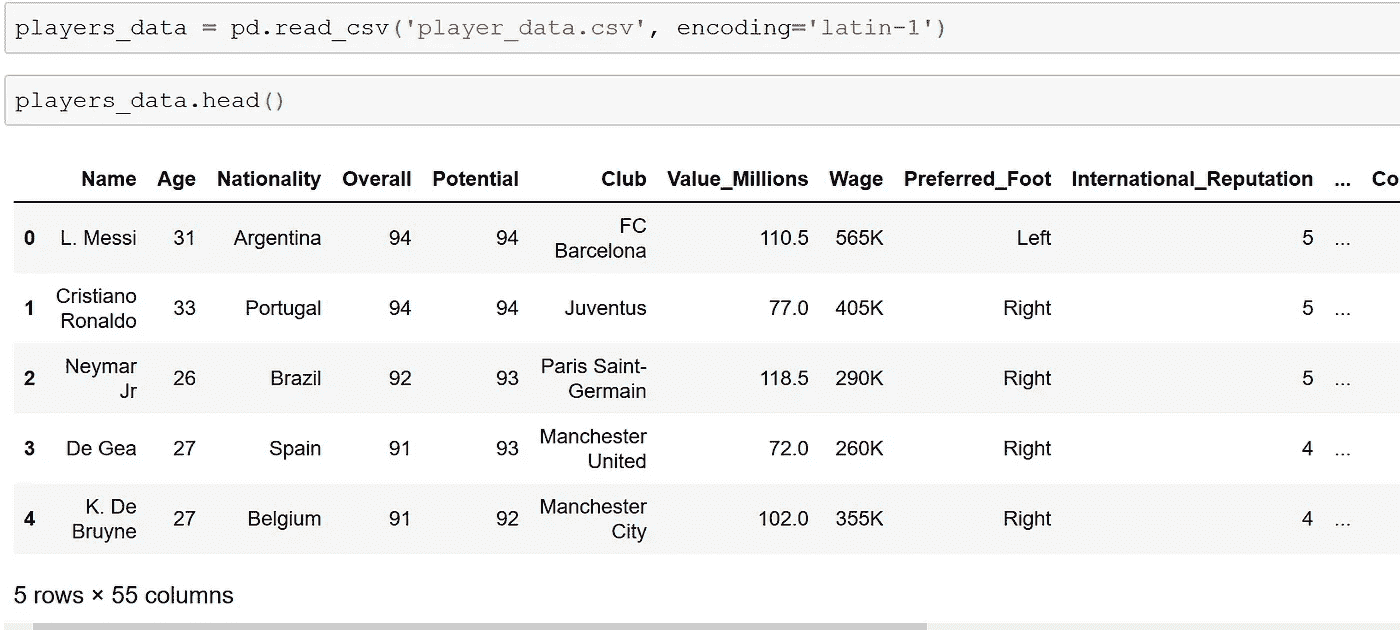 players_data = pd.read_csv('player_data.csv', encoding='latin-1')
players_data.head()
Name Age Nationality Overall Potential Club Value_Millions Wage Preferred_Foot International_Reputation ... Co
0 L. Messi 31 Argentina 94 94 FC Barcelona 110.5 565K Left 5 ...
1 Cristiano Ronaldo 33 Portugal 94 94 Juventus 77.0 405K Right 5 ...
2 Neymar Jr 26 Brazil 92 93 Paris Saint-Germain 118.5 290K Right 5 ...
3 De Gea 27 Spain 91 93 Manchester United 72.0 260K Right 4 ...
4 K. De Bruyne 27 Belgium 91 92 Manchester City 102.0 355K Right 4 ...
5 rows × 55 columns